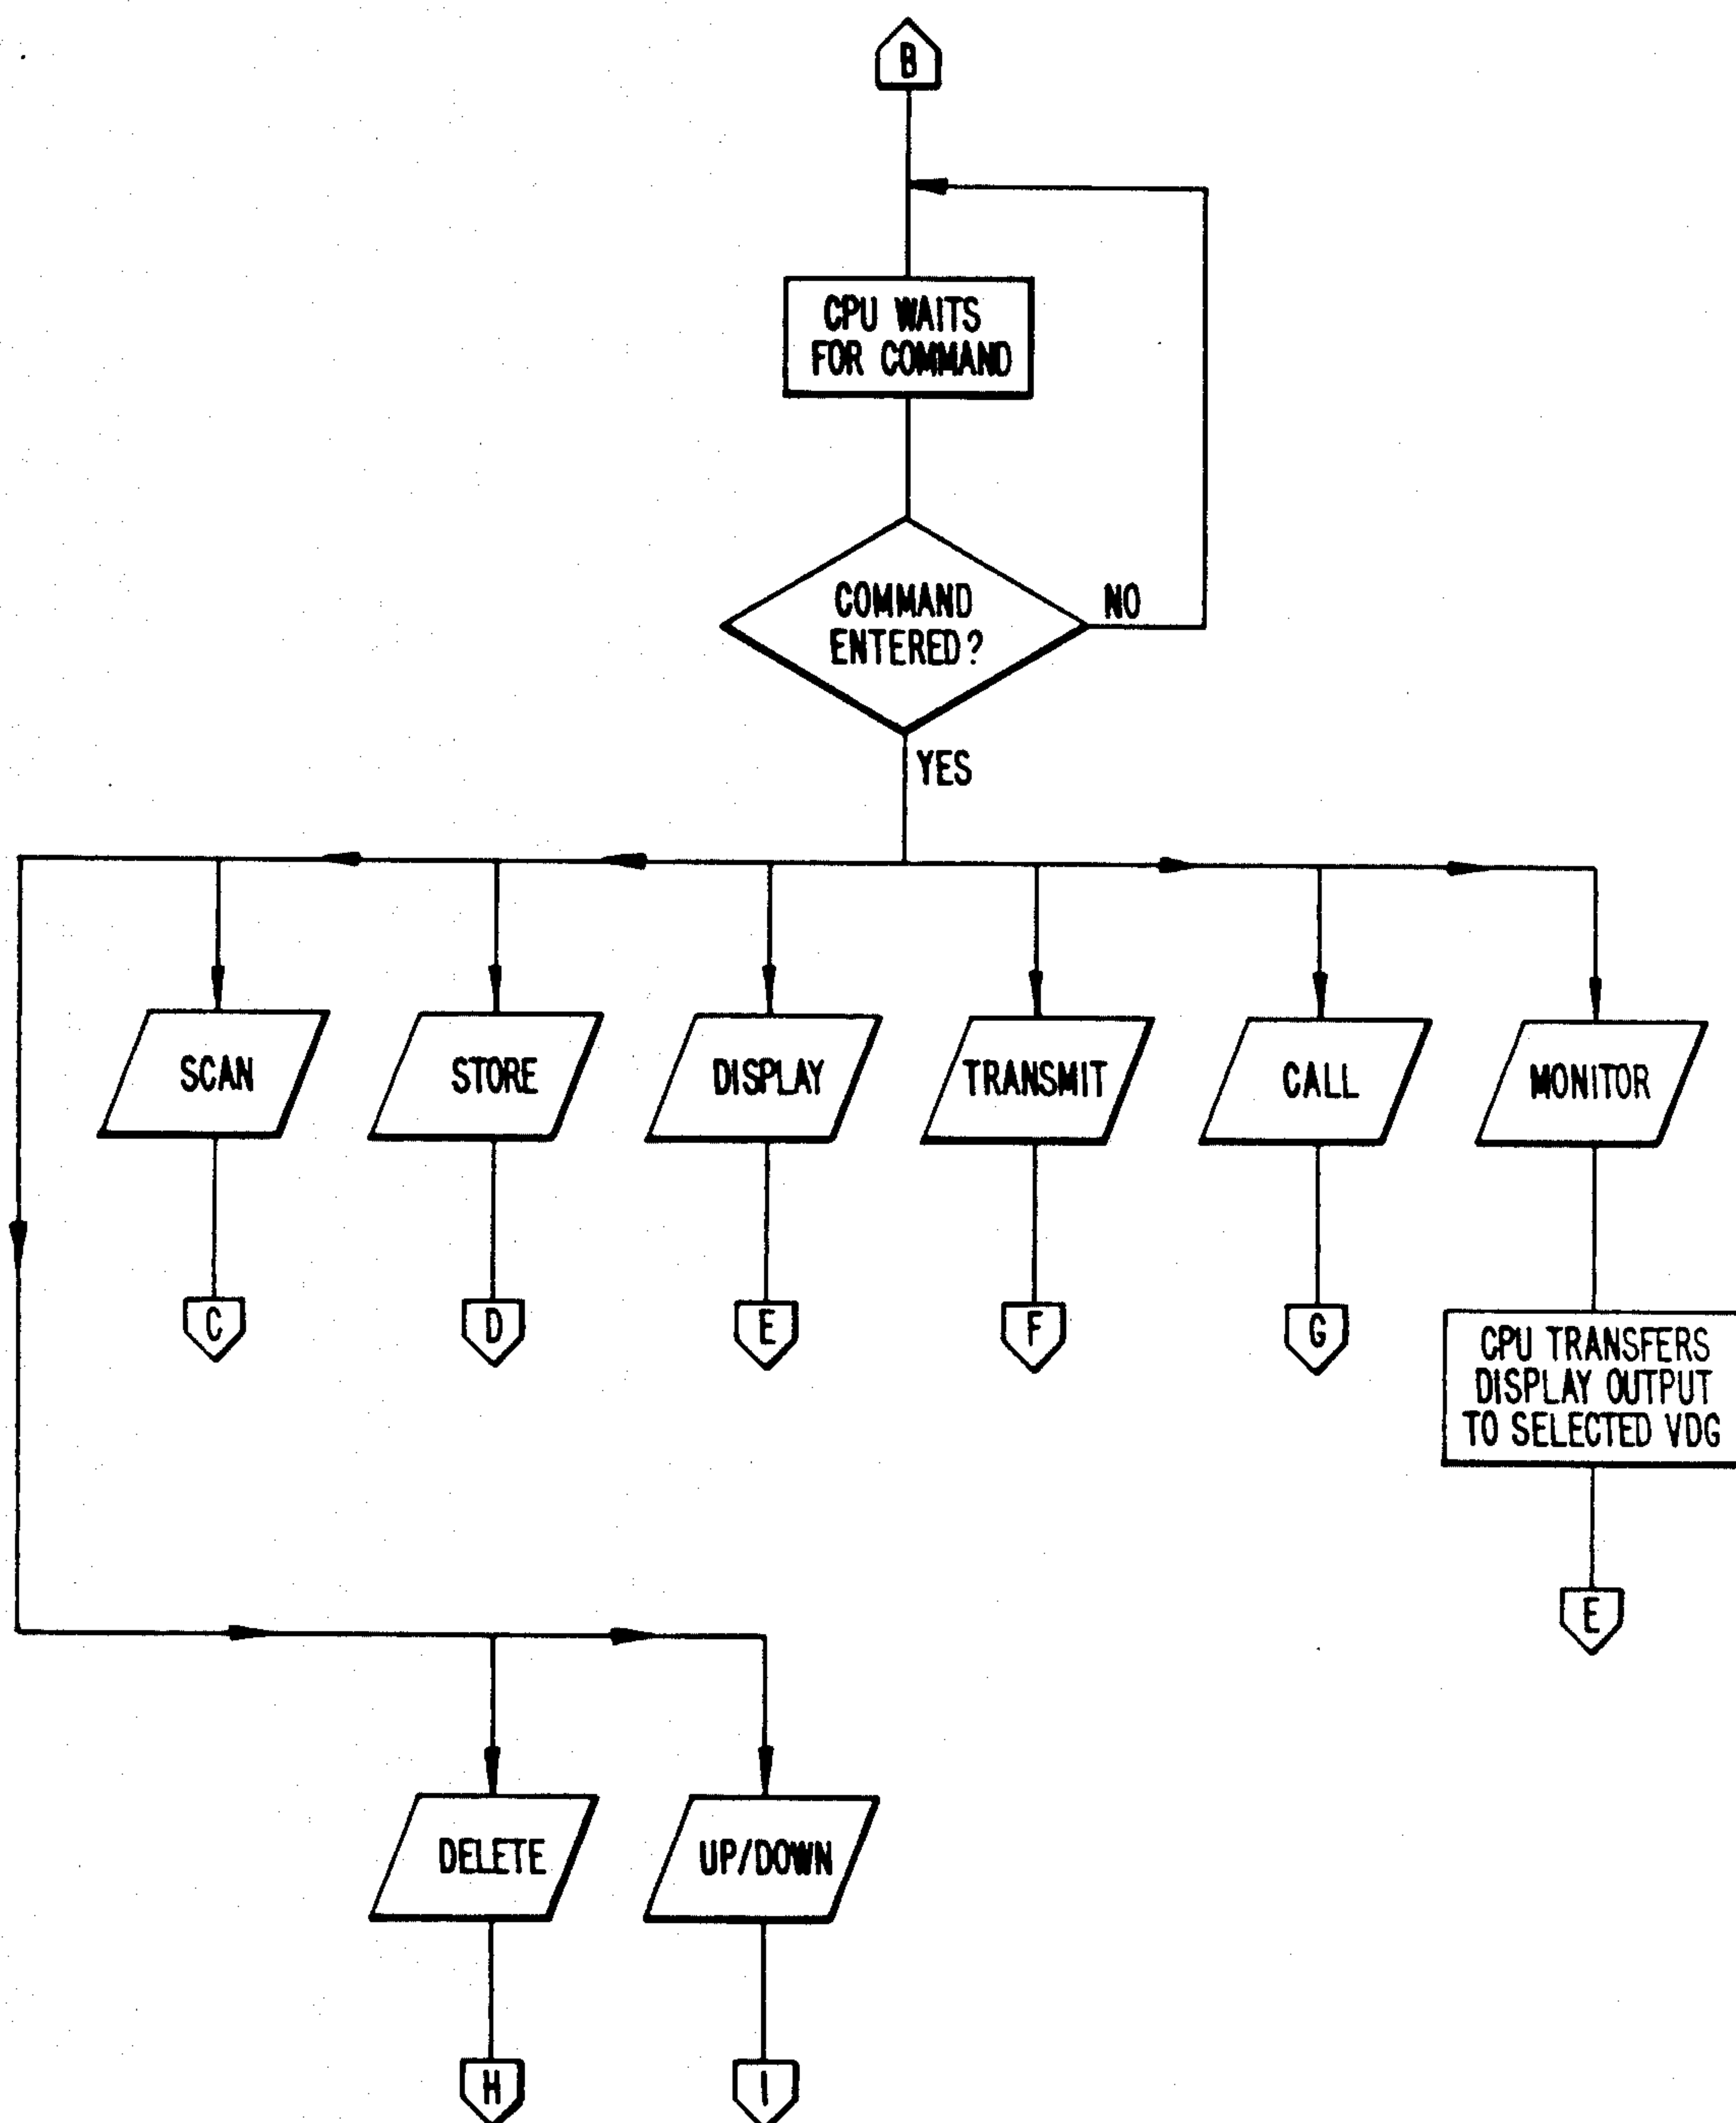 B
CPU WAITS
FOR COMMAND
COMMAND
ENTERED?
NO
YES
SCAN
STORE
DISPLAY
TRANSMIT
CALL
MONITOR
C
D
E
F
G
CPU TRANSFERS
DISPLAY OUTPUT
TO SELECTED VDG
E
DELETE
UP/DOWN
H
I